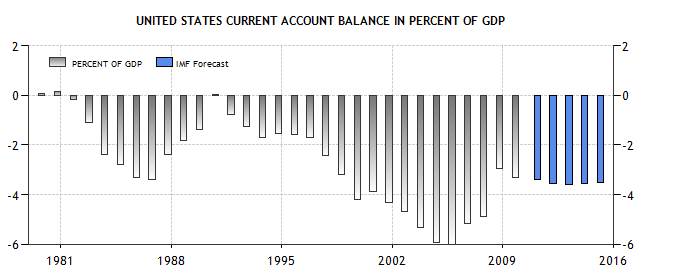 UNITED STATES CURRENT ACCOUNT BALANCE IN PERCENT OF GDP
2 2
PERCENT OF GDP IMF Forecast
0 0
-2 -2
-4 -4
-6 -6
1981 1988 1995 2002 2009 2016